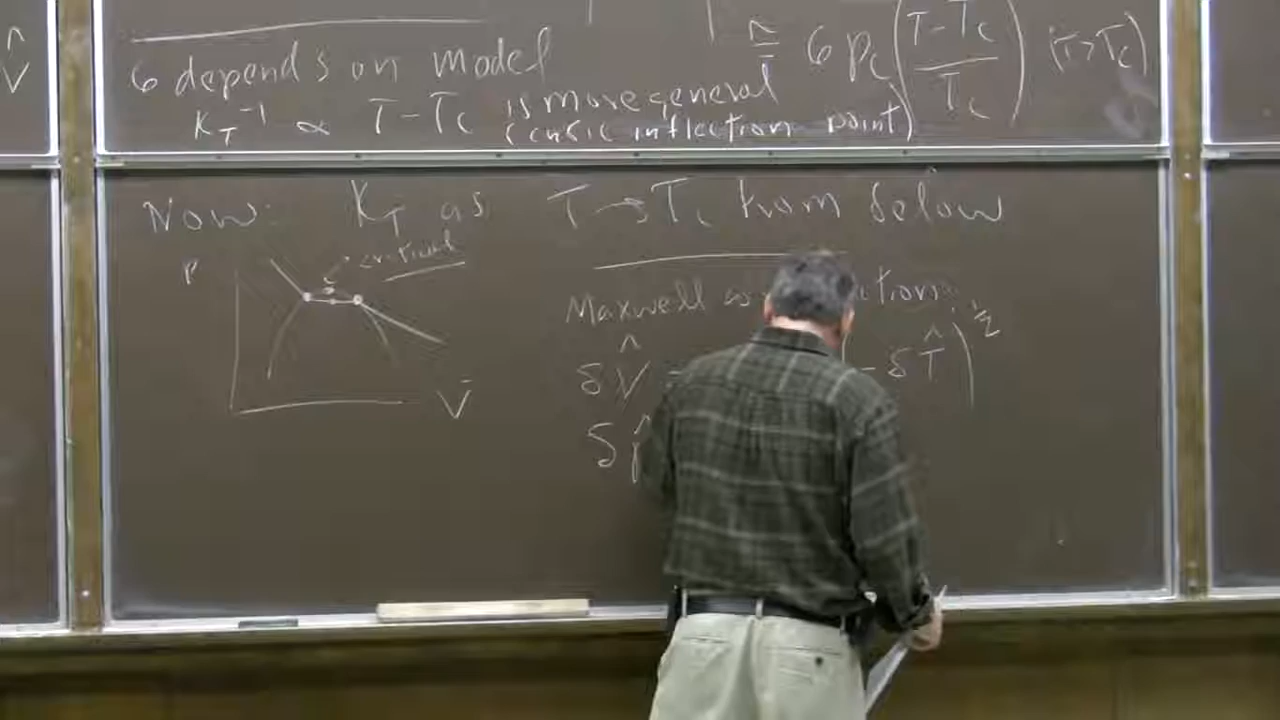 ^
V
6 depends on model
≅ 6 p_c ((T-T_c)/T_c) (T>T_c)
K_T^-1 ∝ T-T_c is more general
(cubic inflection point)
Now: K_T as T→T_c from below
critical
P
V̄
Maxwell
δV̂
- δT̂)^1/2
δp̂